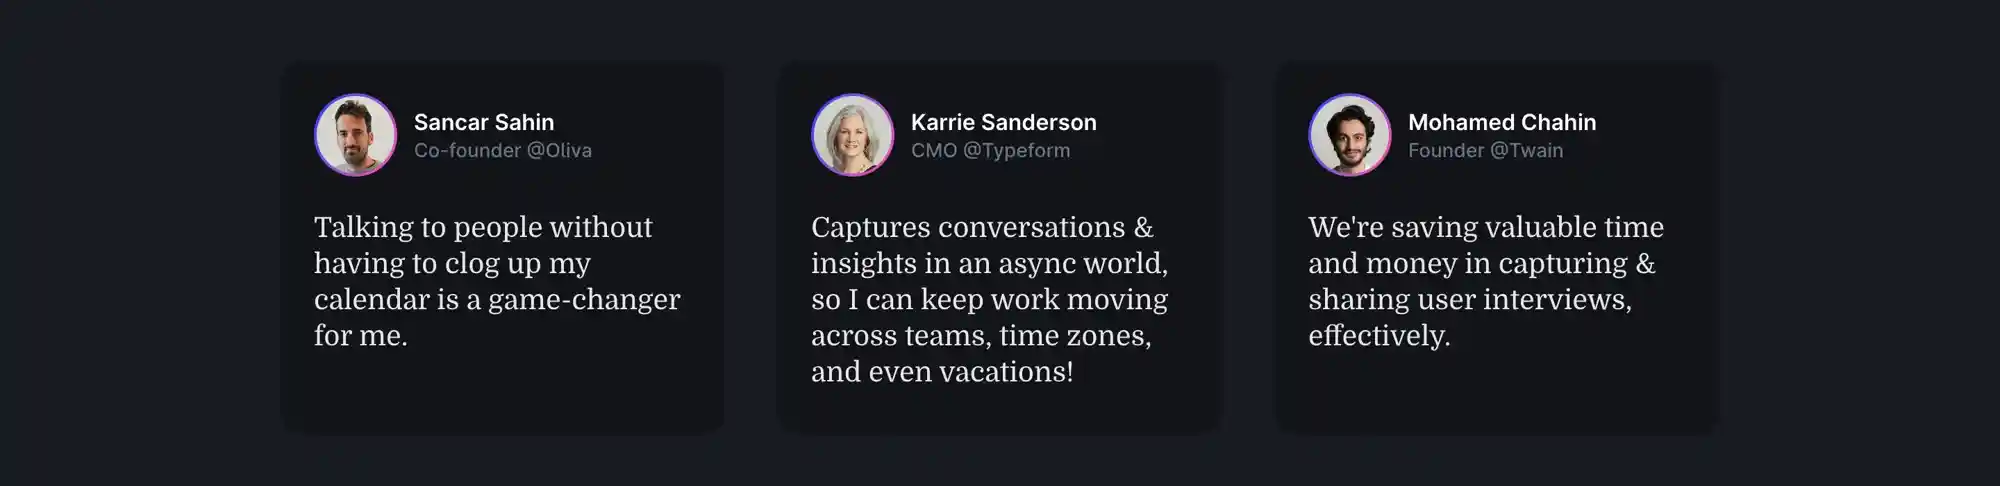 Sancar Sahin
Co-founder @Oliva
Talking to people without
having to clog up my
calendar is a game-changer
for me.
Karrie Sanderson
CMO @Typeform
Captures conversations &
insights in an async world,
so I can keep work moving
across teams, time zones,
and even vacations!
Mohamed Chahin
Founder @Twain
We're saving valuable time
and money in capturing &
sharing user interviews,
effectively.